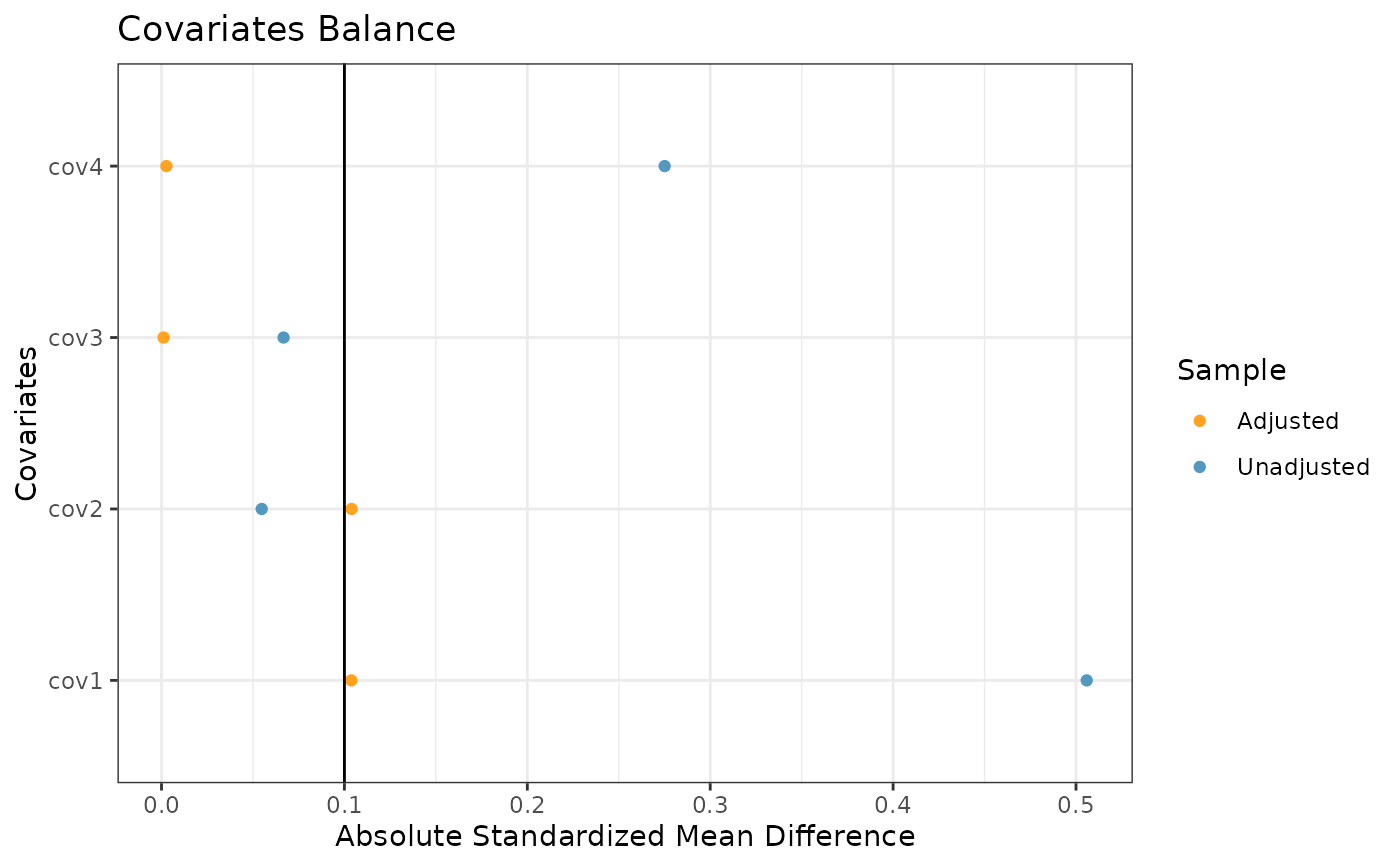 Covariates Balance
cov4
cov3
cov2
cov1
Covariates
0.0 0.1 0.2 0.3 0.4 0.5
Absolute Standardized Mean Difference
Sample
Adjusted
Unadjusted